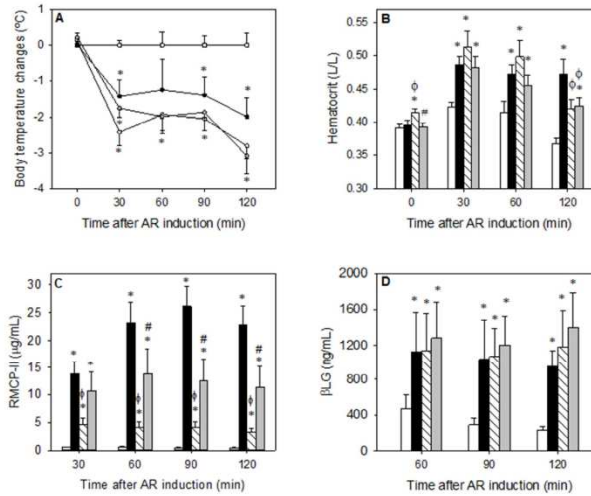 A
Body temperature changes (ºC)
1
0
-1
-2
-3
-4
* * * *
* * * *
0 30 60 90 120
Time after AR induction (min)
B
Hematocrit (L/L)
0.60
0.55
0.50
0.45
0.40
0.35
0.30
ϕ * # * * * * * * * ϕ * ϕ *
0 30 60 120
Time after AR induction (min)
C
RMCP-II (µg/mL)
30
25
20
15
10
5
0
* ϕ * * * ϕ * # * * ϕ * # * * ϕ * # *
30 60 90 120
Time after AR induction (min)
D
βLG (ng/mL)
2000
1600
1200
800
400
0
* * * * * * * * *
60 90 120
Time after AR induction (min)